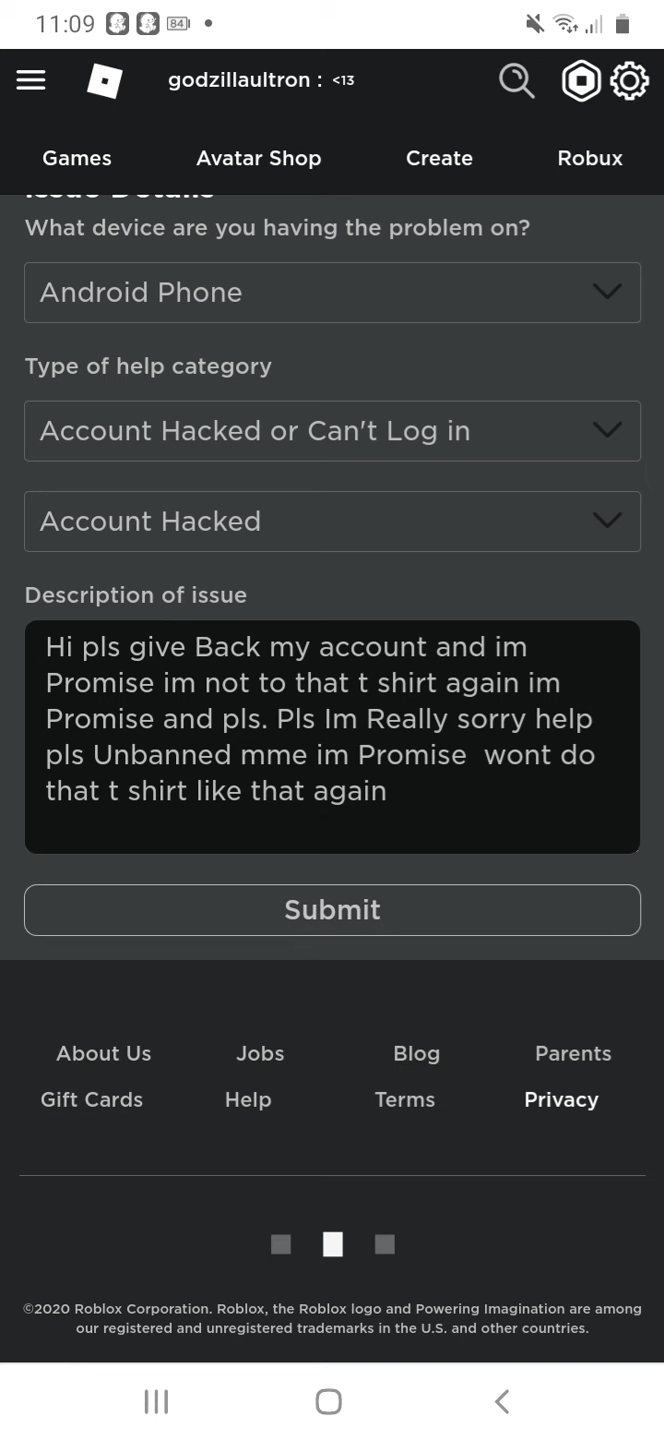 11:09
84
godzillaultron : <13
Games Avatar Shop Create Robux
Issue Details
What device are you having the problem on?
Android Phone
Type of help category
Account Hacked or Can't Log in
Account Hacked
Description of issue
Hi pls give Back my account and im
Promise im not to that t shirt again im
Promise and pls. Pls Im Really sorry help
pls Unbanned mme im Promise  wont do
that t shirt like that again
Submit
About Us Jobs Blog Parents
Gift Cards Help Terms Privacy
©2020 Roblox Corporation. Roblox, the Roblox logo and Powering Imagination are among
our registered and unregistered trademarks in the U.S. and other countries.